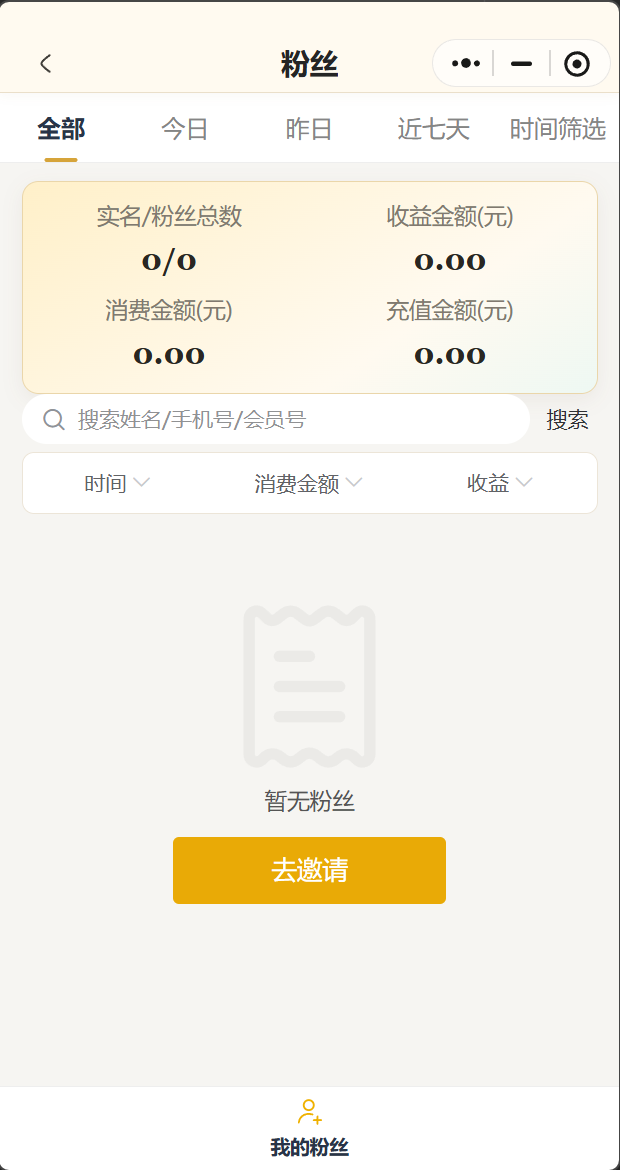 粉丝
全部 今日 昨日 近七天 时间筛选
实名/粉丝总数 收益金额(元)
0/0 0.00
消费金额(元) 充值金额(元)
0.00 0.00
搜索姓名/手机号/会员号 搜索
时间 消费金额 收益
暂无粉丝
去邀请
我的粉丝